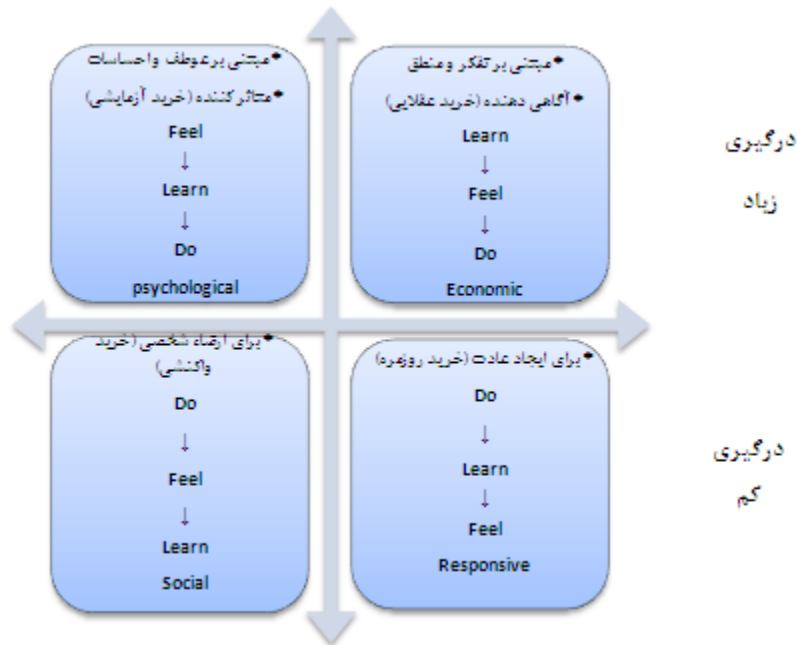 ♦مبتنی بر تفکر و منطق
♦آگاهی دهنده (خرید عقلایی)
Learn
↓
Feel
↓
Do
Economic
♦مبتنی بر عوطف و احساسات
♦متاثر کننده (خرید آزمایشی)
Feel
↓
Learn
↓
Do
psychological
درگیری
زیاد
♦برای ایجاد عادت (خرید روزمره)
Do
↓
Learn
↓
Feel
Responsive
♦برای ارضاء شخصی (خرید
واکنشی)
Do
↓
Feel
↓
Learn
Social
درگیری
کم